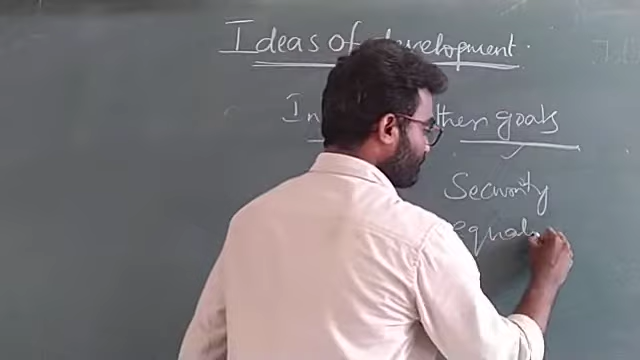 Ideas of development.
In other goals
Security
equal